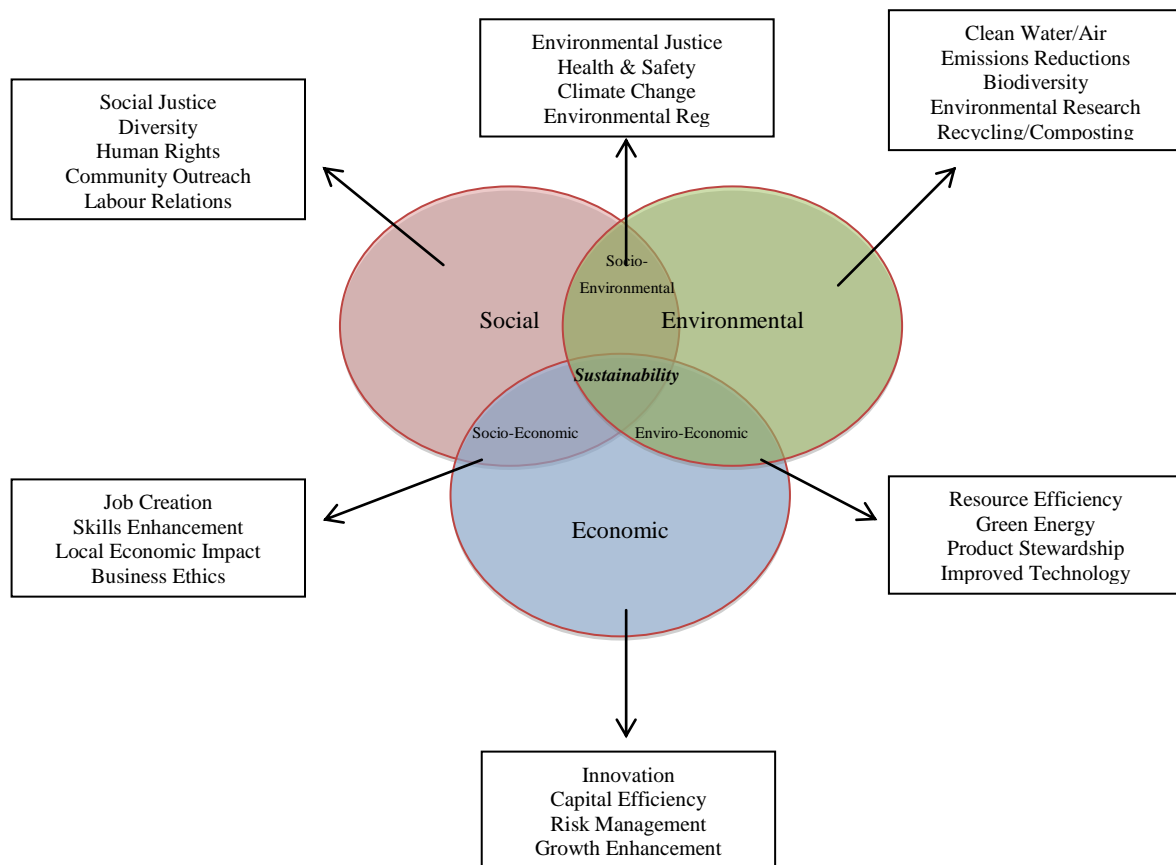 Environmental Justice
Health & Safety
Climate Change
Environmental Reg
Clean Water/Air
Emissions Reductions
Biodiversity
Environmental Research
Recycling/Composting
Social Justice
Diversity
Human Rights
Community Outreach
Labour Relations
Socio-
Environmental
Social
Environmental
Sustainability
Socio-Economic
Enviro-Economic
Economic
Job Creation
Skills Enhancement
Local Economic Impact
Business Ethics
Resource Efficiency
Green Energy
Product Stewardship
Improved Technology
Innovation
Capital Efficiency
Risk Management
Growth Enhancement